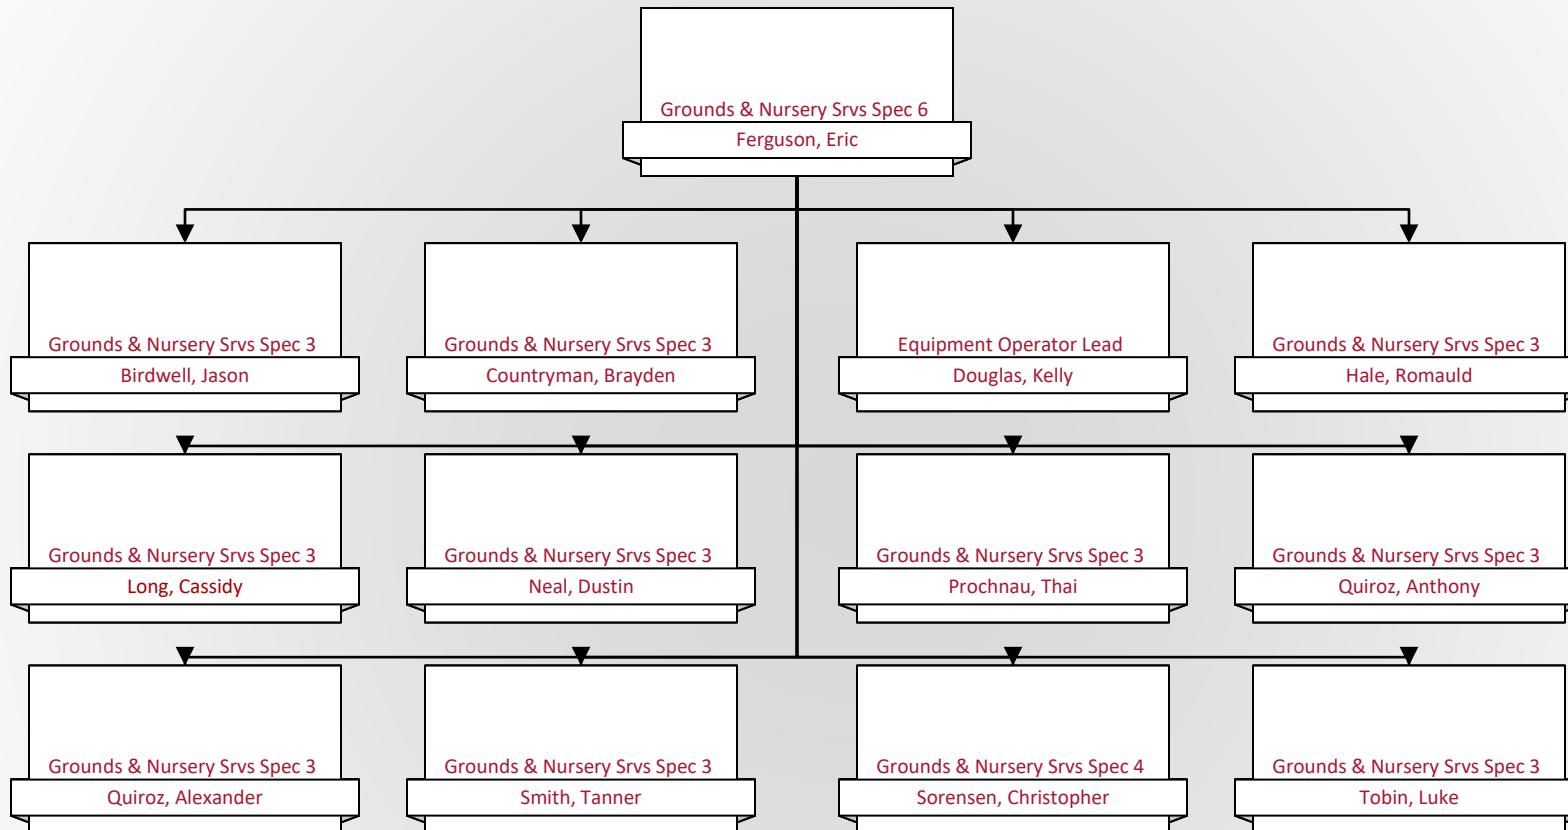 Grounds & Nursery Srvs Spec 6
Ferguson, Eric
Grounds & Nursery Srvs Spec 3
Birdwell, Jason
Grounds & Nursery Srvs Spec 3
Countryman, Brayden
Equipment Operator Lead
Douglas, Kelly
Grounds & Nursery Srvs Spec 3
Hale, Romauld
Grounds & Nursery Srvs Spec 3
Long, Cassidy
Grounds & Nursery Srvs Spec 3
Neal, Dustin
Grounds & Nursery Srvs Spec 3
Prochnau, Thai
Grounds & Nursery Srvs Spec 3
Quiroz, Anthony
Grounds & Nursery Srvs Spec 3
Quiroz, Alexander
Grounds & Nursery Srvs Spec 3
Smith, Tanner
Grounds & Nursery Srvs Spec 4
Sorensen, Christopher
Grounds & Nursery Srvs Spec 3
Tobin, Luke